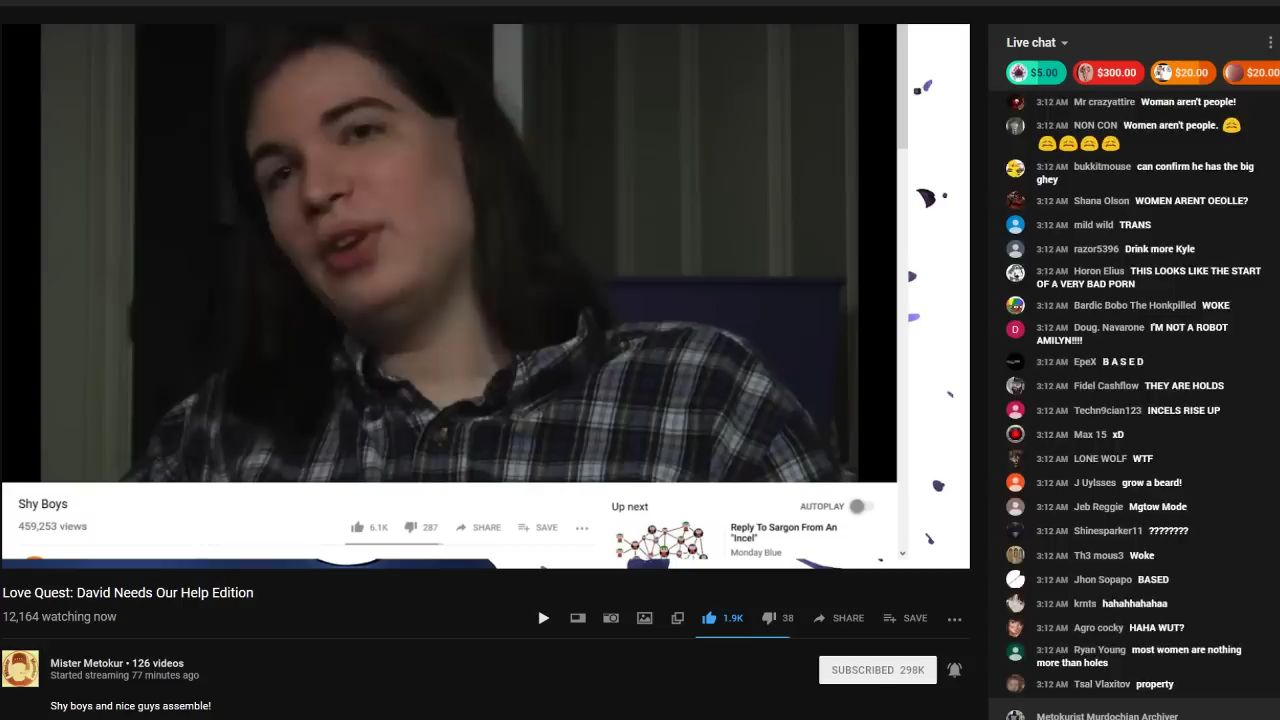 Shy Boys
459,253 views
6.1K
287
SHARE
SAVE
Up next
AUTOPLAY
Reply To Sargon From An
"Incel"
Monday Blue
Love Quest: David Needs Our Help Edition
12,164 watching now
1.9K
38
SHARE
SAVE
Mister Metokur • 126 videos
Started streaming 77 minutes ago
SUBSCRIBED 298K
Shy boys and nice guys assemble!
Live chat
$5.00
$300.00
$20.00
$20.00
3:12 AM Mr crazyattire Woman aren't people!
3:12 AM NON CON Women aren't people.
3:12 AM bukkitmouse can confirm he has the big
ghey
3:12 AM Shana Olson WOMEN ARENT OEOLLE?
3:12 AM mild wild TRANS
3:12 AM razor5396 Drink more Kyle
3:12 AM Horon Elius THIS LOOKS LIKE THE START
OF A VERY BAD PORN
3:12 AM Bardic Bobo The Honkpilled WOKE
D
3:12 AM Doug. Navarone I'M NOT A ROBOT
AMILYN!!!!
3:12 AM EpeX B A S E D
3:12 AM Fidel Cashflow THEY ARE HOLDS
3:12 AM Techn9cian123 INCELS RISE UP
3:12 AM Max 15 xD
3:12 AM LONE WOLF WTF
3:12 AM J Uylsses grow a beard!
3:12 AM Jeb Reggie Mgtow Mode
3:12 AM Shinesparker11 ????????
3:12 AM Th3 mous3 Woke
3:12 AM Jhon Sopapo BASED
3:12 AM krnts hahahhahahaa
3:12 AM Agro cocky HAHA WUT?
3:12 AM Ryan Young most women are nothing
more than holes
3:12 AM Tsal Vlaxitov property
Metokurist Murdochian Archiver